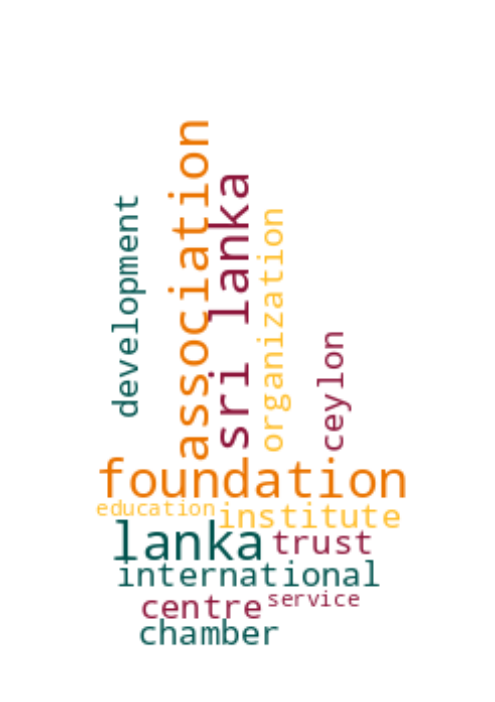 development
association
sri lanka
organization
ceylon
foundation
education
institute
lanka
trust
international
centre
service
chamber